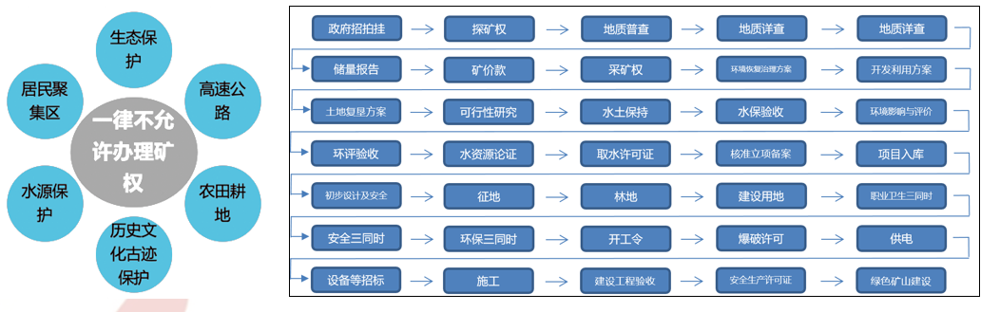 生态保
护
高速公
路
农田耕
地
历史文
化古迹
保护
水源保
护
居民聚
集区
一律不允
许办理矿
权
政府招拍挂
探矿权
地质普查
地质详查
地质详查
储量报告
矿价款
采矿权
环境恢复治理方案
开发利用方案
土地复垦方案
可行性研究
水土保持
水保验收
环境影响与评价
环评验收
水资源论证
取水许可证
核准立项备案
项目入库
初步设计及安全
征地
林地
建设用地
职业卫生三同时
安全三同时
环保三同时
开工令
爆破许可
供电
设备等招标
施工
建设工程验收
安全生产许可证
绿色矿山建设